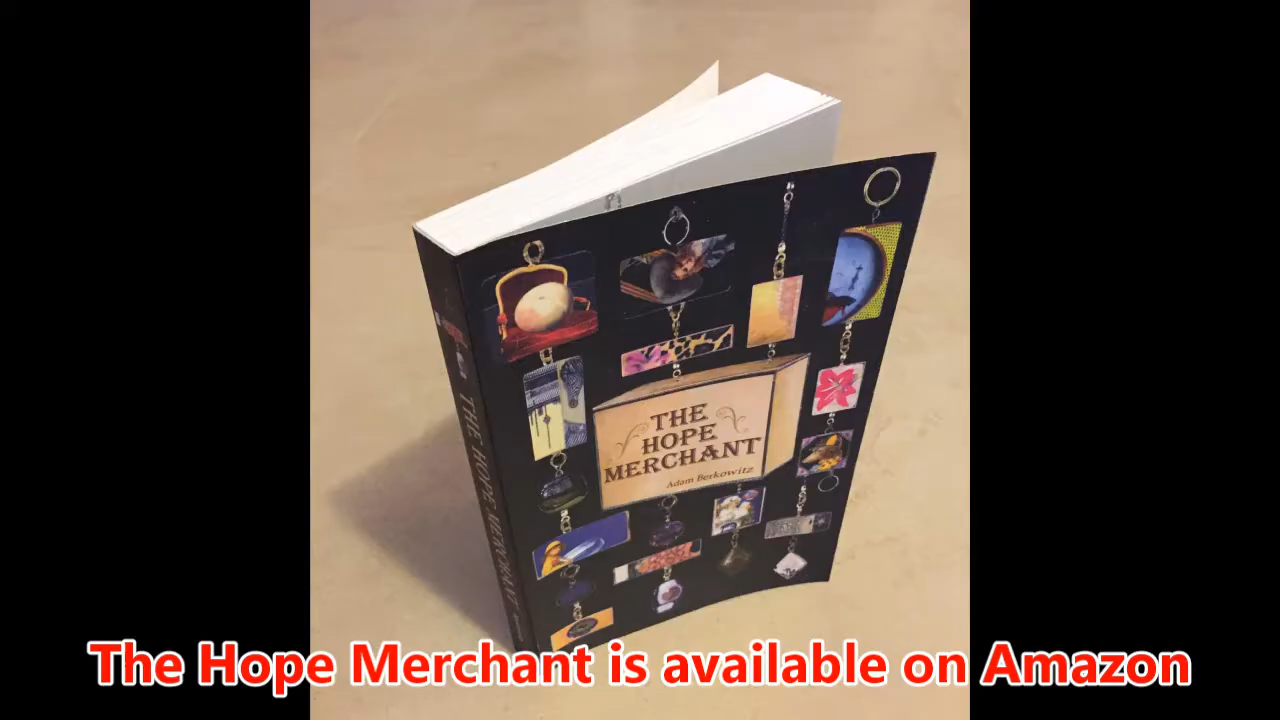 THE HOPE MERCHANT
THE
HOPE
MERCHANT
Adam Berkowitz
The Hope Merchant is available on Amazon